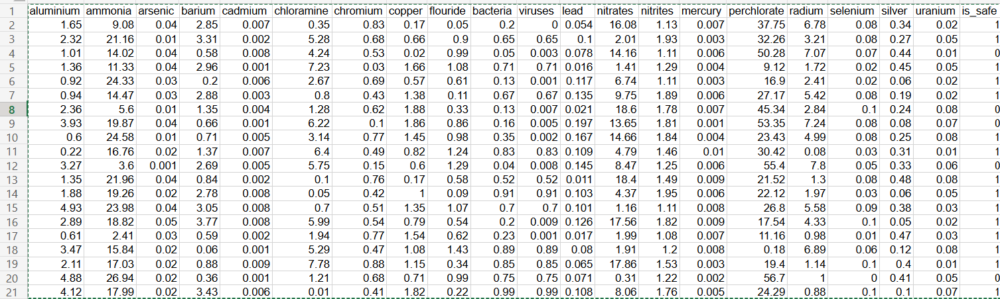 1 aluminium ammonia arsenic barium cadmium chloramine chromium copper flouride bacteria viruses lead nitrates nitrites mercury perchlorate radium selenium silver uranium is_safe
2 1.65 9.08 0.04 2.85 0.007 0.35 0.83 0.17 0.05 0.2 0 0.054 16.08 1.13 0.007 37.75 6.78 0.08 0.34 0.02 1
3 2.32 21.16 0.01 3.31 0.002 5.28 0.68 0.66 0.9 0.65 0.65 0.1 2.01 1.93 0.003 32.26 3.21 0.08 0.27 0.05 1
4 1.01 14.02 0.04 0.58 0.008 4.24 0.53 0.02 0.99 0.05 0.003 0.078 14.16 1.11 0.006 50.28 7.07 0.07 0.44 0.01 0
5 1.36 11.33 0.04 2.96 0.001 7.23 0.03 1.66 1.08 0.71 0.71 0.016 1.41 1.29 0.004 9.12 1.72 0.02 0.45 0.05 1
6 0.92 24.33 0.03 0.2 0.006 2.67 0.69 0.57 0.61 0.13 0.001 0.117 6.74 1.11 0.003 16.9 2.41 0.02 0.06 0.02 1
7 0.94 14.47 0.03 2.88 0.003 0.8 0.43 1.38 0.11 0.67 0.67 0.135 9.75 1.89 0.006 27.17 5.42 0.08 0.19 0.02 1
8 2.36 5.6 0.01 1.35 0.004 1.28 0.62 1.88 0.33 0.13 0.007 0.021 18.6 1.78 0.007 45.34 2.84 0.1 0.24 0.08 0
9 3.93 19.87 0.04 0.66 0.001 6.22 0.1 1.86 0.86 0.16 0.005 0.197 13.65 1.81 0.001 53.35 7.24 0.08 0.08 0.07 0
10 0.6 24.58 0.01 0.71 0.005 3.14 0.77 1.45 0.98 0.35 0.002 0.167 14.66 1.84 0.004 23.43 4.99 0.08 0.25 0.08 1
11 0.22 16.76 0.02 1.37 0.007 6.4 0.49 0.82 1.24 0.83 0.83 0.109 4.79 1.46 0.01 30.42 0.08 0.03 0.31 0.01 1
12 3.27 3.6 0.001 2.69 0.005 5.75 0.15 0.6 1.29 0.04 0.008 0.145 8.47 1.25 0.006 55.4 7.8 0.05 0.33 0.06 0
13 1.35 21.96 0.04 0.84 0.002 0.1 0.76 0.17 0.58 0.52 0.52 0.011 18.4 1.49 0.009 21.52 1.3 0.08 0.48 0.08 1
14 1.88 19.26 0.02 2.78 0.008 0.05 0.42 1 0.09 0.91 0.91 0.103 4.37 1.95 0.006 22.12 1.97 0.03 0.06 0.05 1
15 4.93 23.98 0.04 3.05 0.008 0.7 0.51 1.35 1.07 0.7 0.7 0.101 1.16 1.11 0.008 26.8 5.58 0.09 0.38 0.03 1
16 2.89 18.82 0.05 3.77 0.008 5.99 0.54 0.79 0.54 0.2 0.009 0.126 17.56 1.82 0.009 17.54 4.33 0.1 0.05 0.02 1
17 0.61 2.41 0.03 0.59 0.002 1.94 0.77 1.54 0.62 0.23 0.001 0.017 1.99 1.08 0.007 11.16 0.98 0.01 0.47 0.03 1
18 3.47 15.84 0.02 0.06 0.001 5.29 0.47 1.08 1.43 0.89 0.89 0.08 1.91 1.2 0.008 0.18 6.89 0.06 0.12 0.08 1
19 2.11 17.03 0.02 0.88 0.009 7.78 0.88 1.15 0.34 0.85 0.85 0.065 17.86 1.53 0.003 19.4 1.14 0.1 0.4 0.01 1
20 4.88 26.94 0.02 0.36 0.001 1.21 0.68 0.71 0.99 0.75 0.75 0.071 0.31 1.22 0.002 56.7 1 0 0.41 0.05 0
21 4.12 17.99 0.02 3.43 0.006 0.01 0.41 1.82 0.22 0.99 0.99 0.108 8.06 1.76 0.005 24.29 0.88 0.1 0.1 0.07 1